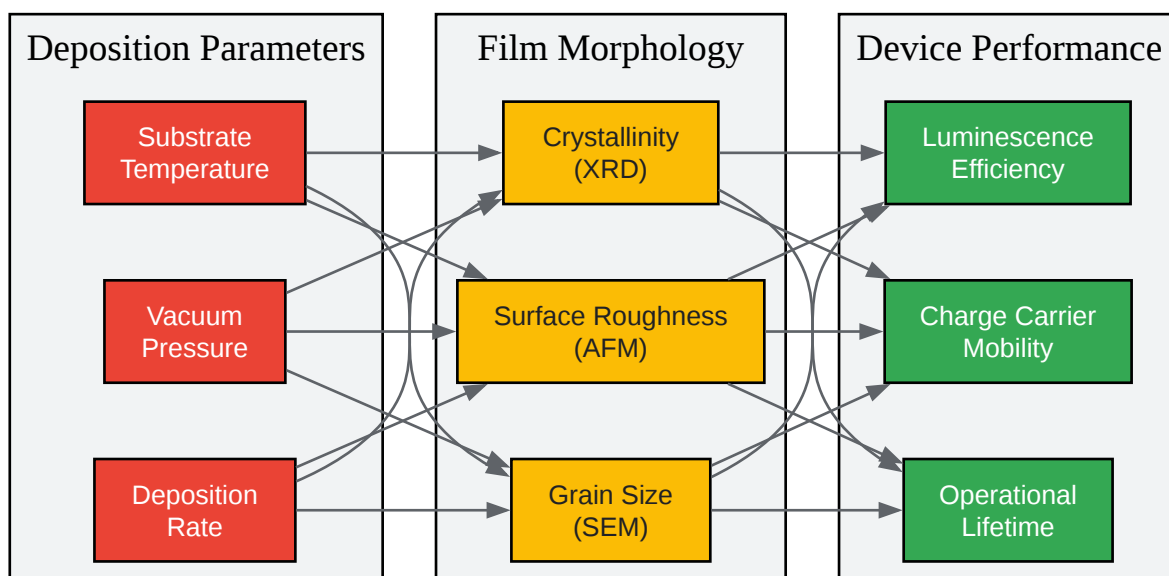 Deposition Parameters
Substrate
Temperature
Vacuum
Pressure
Deposition
Rate
Film Morphology
Crystallinity
(XRD)
Surface Roughness
(AFM)
Grain Size
(SEM)
Device Performance
Luminescence
Efficiency
Charge Carrier
Mobility
Operational
Lifetime